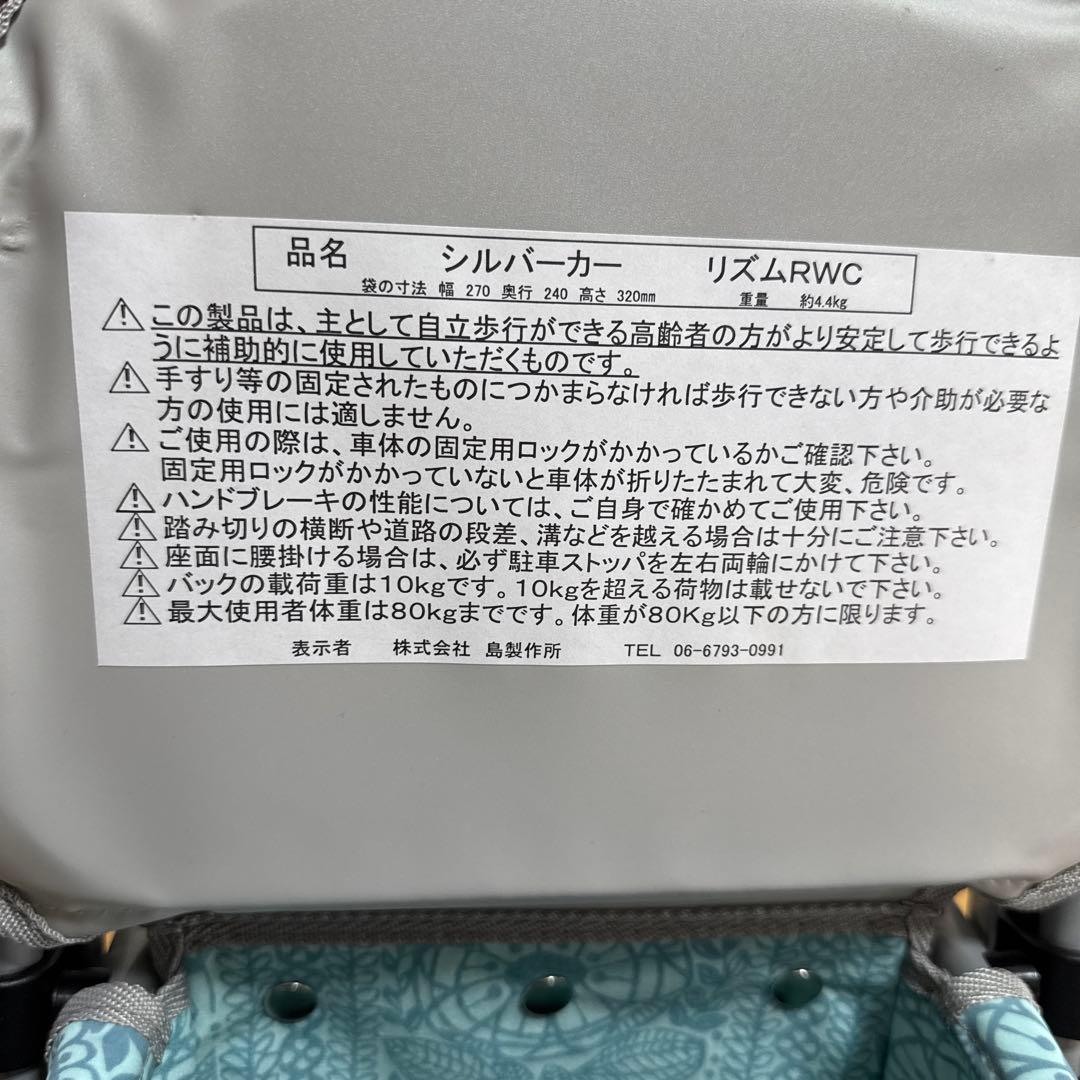 品名 シルバーカー リズムRWC
袋の寸法 幅 270 奥行 240 高さ 320mm 重量 約4.4kg
⚠この製品は、主として自立歩行ができる高齢者の方がより安定して歩行できるよ
うに補助的に使用していただくものです。
⚠手すり等の固定されたものにつかまらなければ歩行できない方や介助が必要な
方の使用には適しません。
⚠ご使用の際は、車体の固定用ロックがかかっているかご確認下さい。
固定用ロックがかかっていないと車体が折りたたまれて大変、危険です。
⚠ハンドブレーキの性能については、ご自身で確かめてご使用下さい。
⚠踏み切りの横断や道路の段差、溝などを越える場合は十分にご注意下さい。
⚠座面に腰掛ける場合は、必ず駐車ストッパを左右両輪にかけて下さい。
⚠バックの載荷重は10kgです。10kgを超える荷物は載せないで下さい。
⚠最大使用者体重は80kgまでです。体重が80Kg以下の方に限ります。
表示者 株式会社 島製作所 TEL 06-6793-0991